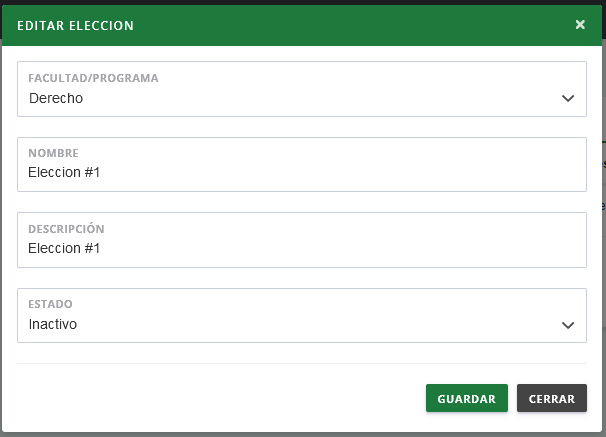 EDITAR ELECCION
FACULTAD/PROGRAMA
Derecho
NOMBRE
Eleccion #1
DESCRIPCIÓN
Eleccion #1
ESTADO
Inactivo
GUARDAR CERRAR